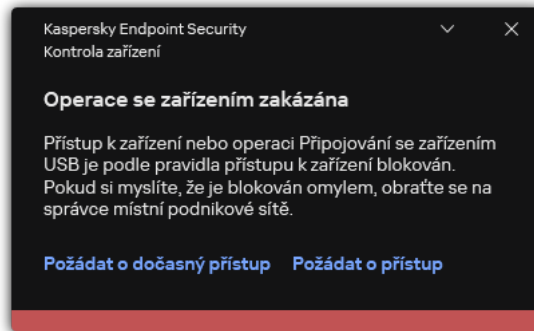 Kaspersky Endpoint Security
Kontrola zařízení
Operace se zařízením zakázána
Přístup k zařízení nebo operaci Připojování se zařízením
USB je podle pravidla přístupu k zařízení blokován.
Pokud si myslíte, že je blokován omylem, obraťte se na
správce místní podnikové sítě.
Požádat o dočasný přístup Požádat o přístup